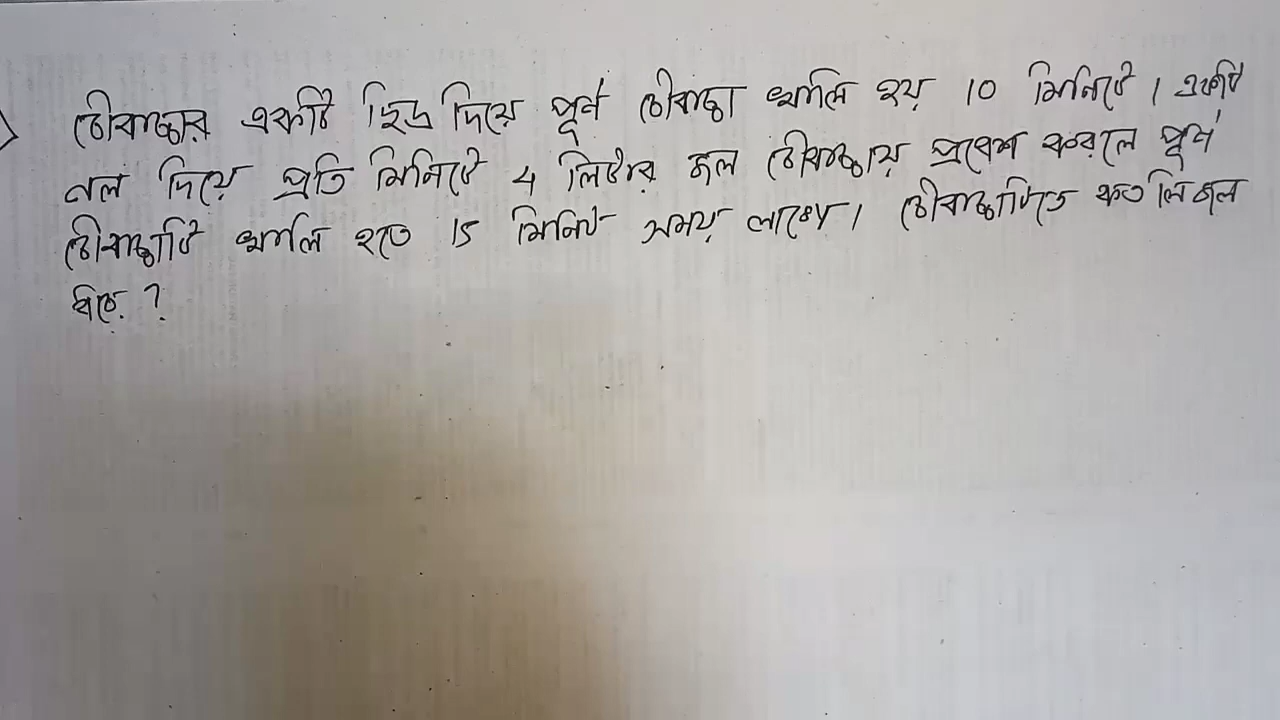 চৌবাচ্চার একটি ছিদ্র দিয়ে পূর্ণ চৌবাচ্চা খালি হয় 10 মিনিটে। একটি
নল দিয়ে প্রতি মিনিটে 4 লিটার জল চৌবাচ্চায় প্রবেশ করলে পূর্ণ
চৌবাচ্চাটি খালি হতে 15 মিনিট সময় লাগে। চৌবাচ্চাটিতে কত লি জল
ধরে ?